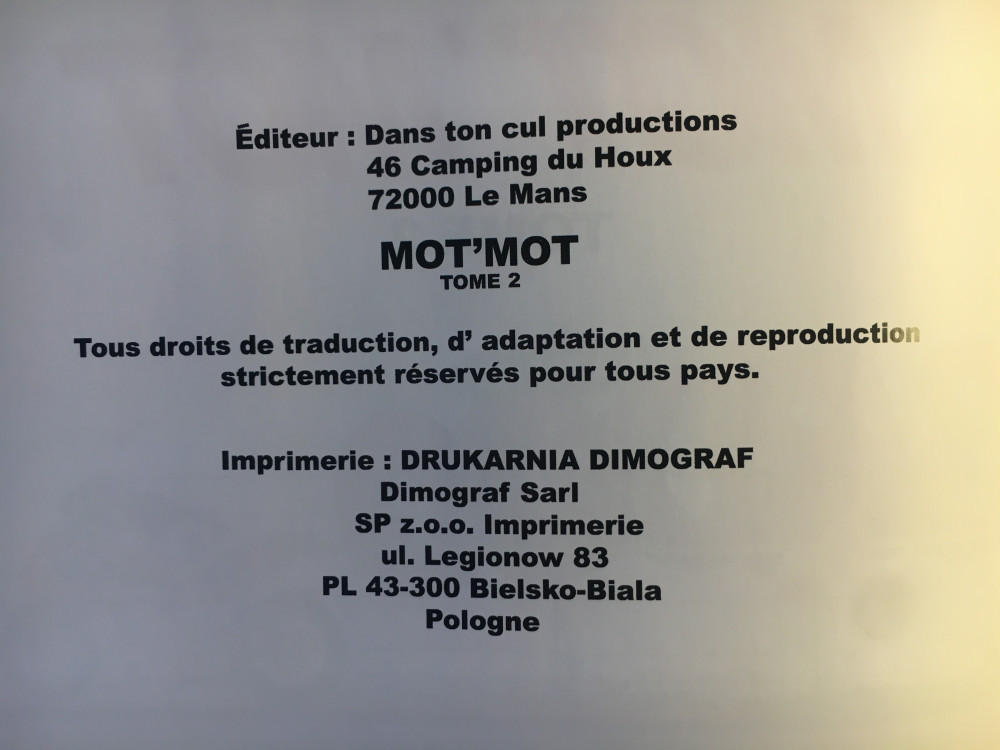 Éditeur : Dans ton cul productions
46 Camping du Houx
72000 Le Mans
MOT’MOT
TOME 2
Tous droits de traduction, d’ adaptation et de reproduction
strictement réservés pour tous pays.
Imprimerie : DRUKARNIA DIMOGRAF
Dimograf Sarl
SP z.o.o. Imprimerie
ul. Legionow 83
PL 43-300 Bielsko-Biala
Pologne